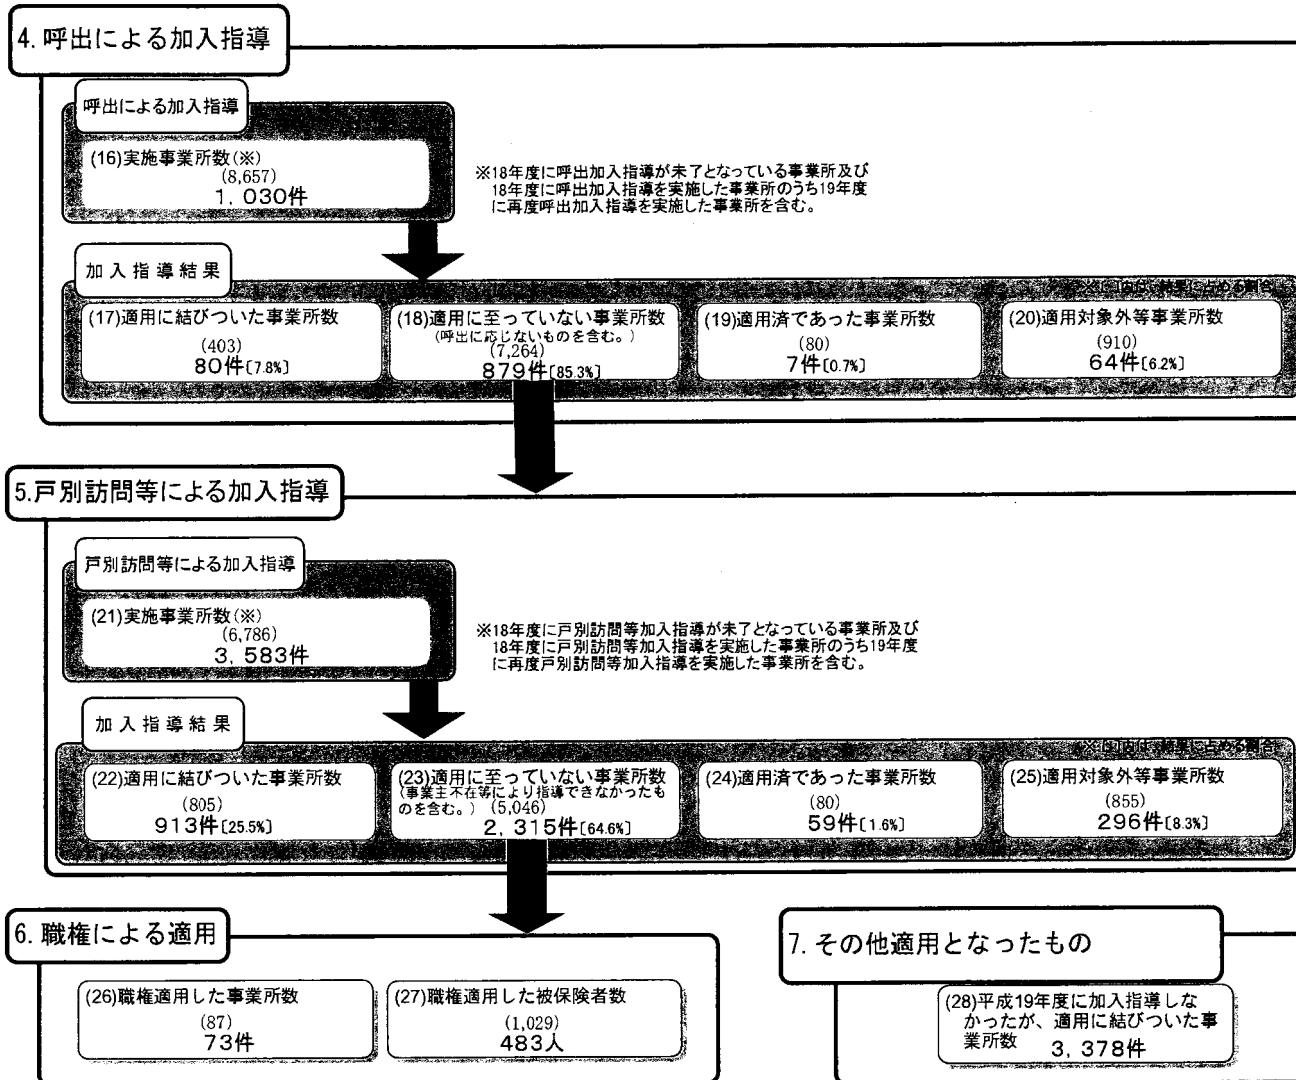 4. 呼出による加入指導
呼出による加入指導
(16)実施事業所数(※)
(8,657)
1，030件
※18年度に呼出加入指導が未了となっている事業所及び
18年度に呼出加入指導を実施した事業所のうち19年度
に再度呼出加入指導を実施した事業所を含む。
加入指導結果
※〔 〕内は、結果に占める割合
(17)適用に結びついた事業所数
(403)
80件〔7.8%〕
(18)適用に至っていない事業所数
(呼出に応じないものを含む。)
(7,264)
879件〔85.3%〕
(19)適用済であった事業所数
(80)
7件〔0.7%〕
(20)適用対象外等事業所数
(910)
64件〔6.2%〕
5.戸別訪問等による加入指導
戸別訪問等による加入指導
(21)実施事業所数(※)
(6,786)
3，583件
※18年度に戸別訪問等加入指導が未了となっている事業所及び
18年度に戸別訪問等加入指導を実施した事業所のうち19年度
に再度戸別訪問等加入指導を実施した事業所を含む。
加入指導結果
※〔 〕内は、結果に占める割合
(22)適用に結びついた事業所数
(805)
913件〔25.5%〕
(23)適用に至っていない事業所数
(事業主不在等により指導できなかったも
のを含む。) (5,046)
2，315件〔64.6%〕
(24)適用済であった事業所数
(80)
59件〔1.6%〕
(25)適用対象外等事業所数
(855)
296件〔8.3%〕
6. 職権による適用
(26)職権適用した事業所数
(87)
73件
(27)職権適用した被保険者数
(1,029)
483人
7. その他適用となったもの
(28)平成19年度に加入指導しな
かったが、適用に結びついた事
業所数 3，378件